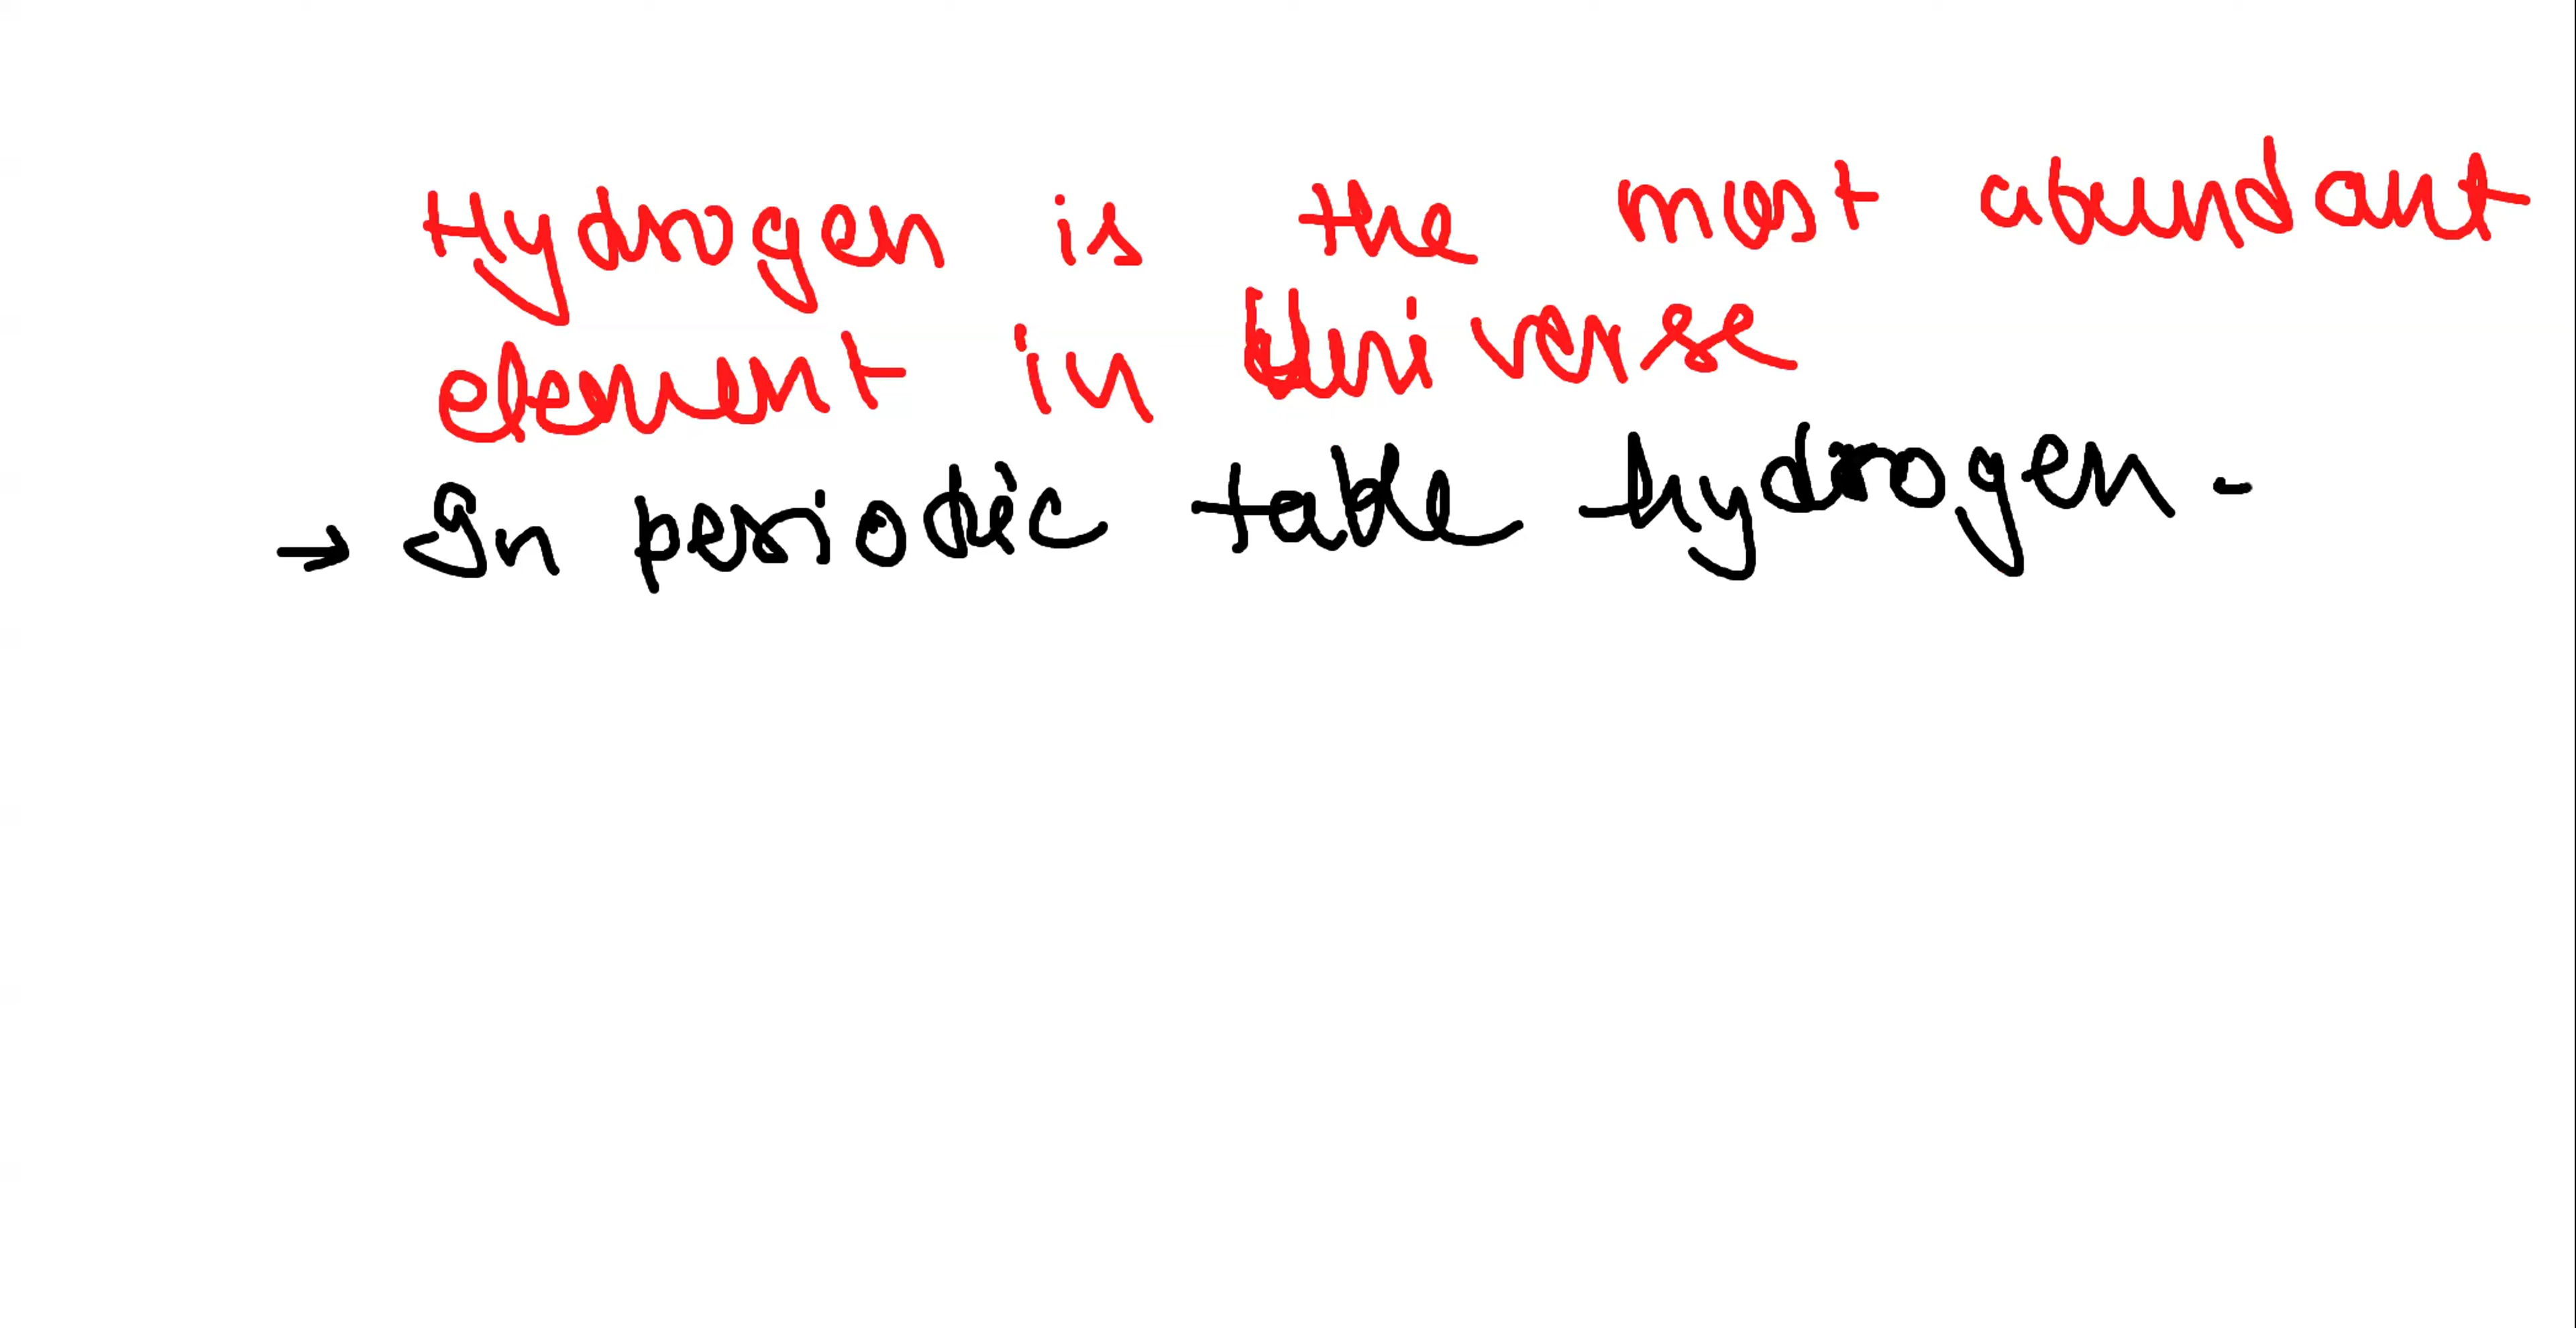 Hydrogen is the most abundant
element in Universe
→ In periodic table hydrogen -